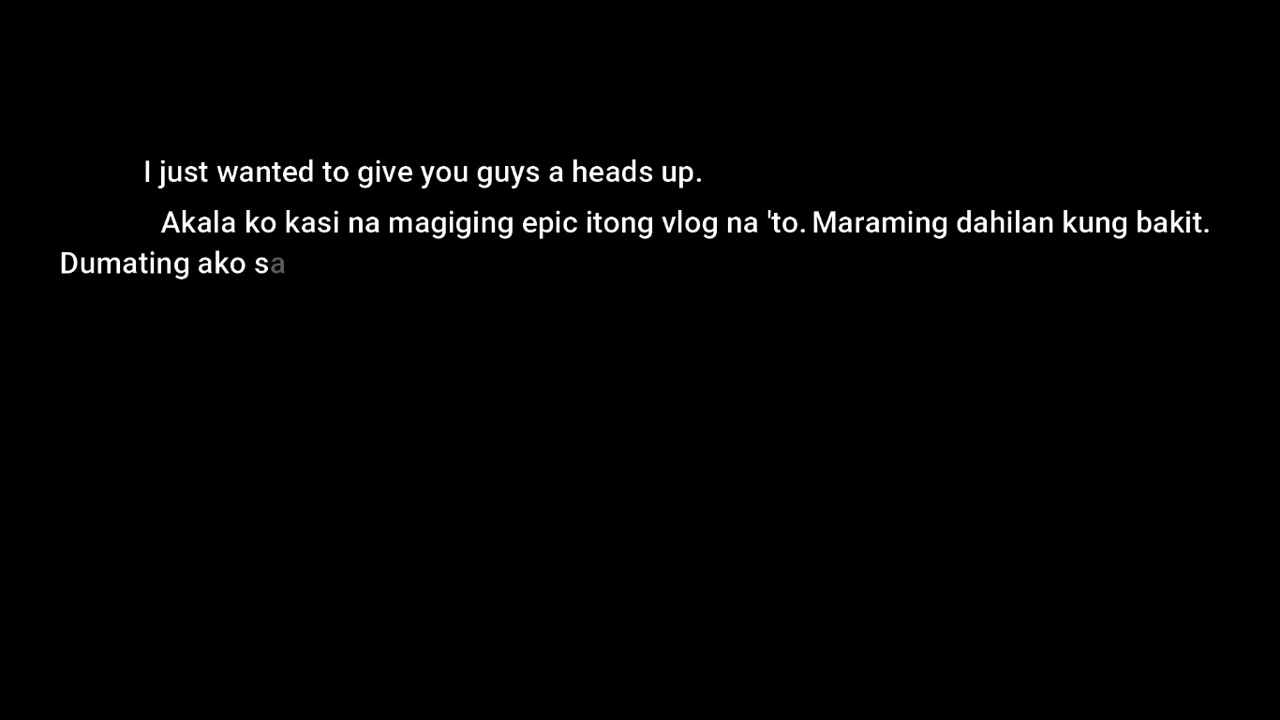 I just wanted to give you guys a heads up.
Akala ko kasi na magiging epic itong vlog na 'to. Maraming dahilan kung bakit.
Dumating ako sa